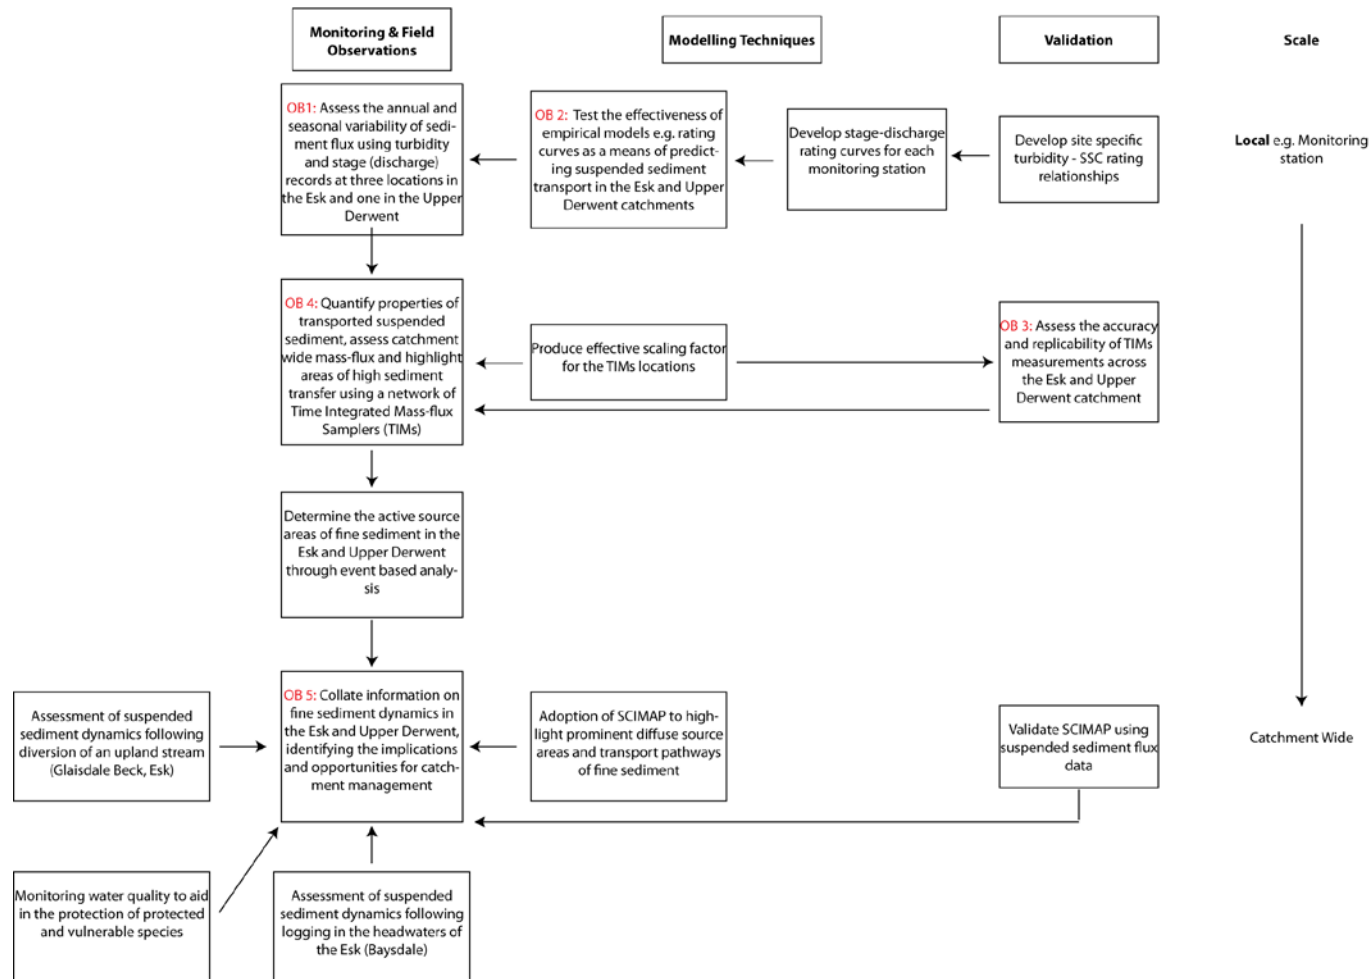 Monitoring & Field
Observations
Modelling Techniques
Validation
Scale
OB1: Assess the annual and
seasonal variability of sedi-
ment flux using turbidity
and stage (discharge)
records at three locations in
the Esk and one in the Upper
Derwent
OB 2: Test the effectiveness of
empirical models e.g. rating
curves as a means of predict-
ing suspended sediment
transport in the Esk and Upper
Derwent catchments
Develop stage-discharge
rating curves for each
monitoring station
Develop site specific
turbidity - SSC rating
relationships
Local e.g. Monitoring
station
OB 4: Quantify properties of
transported suspended
sediment, assess catchment
wide mass-flux and highlight
areas of high sediment
transfer using a network of
Time Integrated Mass-flux
Samplers (TIMs)
Produce effective scaling factor
for the TIMs locations
OB 3: Assess the accuracy
and replicability of TIMs
measurements across
the Esk and Upper
Derwent catchment
Determine the active source
areas of fine sediment in the
Esk and Upper Derwent
through event based analy-
sis
Assessment of suspended
sediment dynamics following
diversion of an upland stream
(Glaisdale Beck, Esk)
OB 5: Collate information on
fine sediment dynamics in
the Esk and Upper Derwent,
identifying the implications
and opportunities for catch-
ment management
Adoption of SCIMAP to high-
light prominent diffuse source
areas and transport pathways
of fine sediment
Validate SCIMAP using
suspended sediment flux
data
Catchment Wide
Monitoring water quality to aid
in the protection of protected
and vulnerable species
Assessment of suspended
sediment dynamics following
logging in the headwaters of
the Esk (Baysdale)